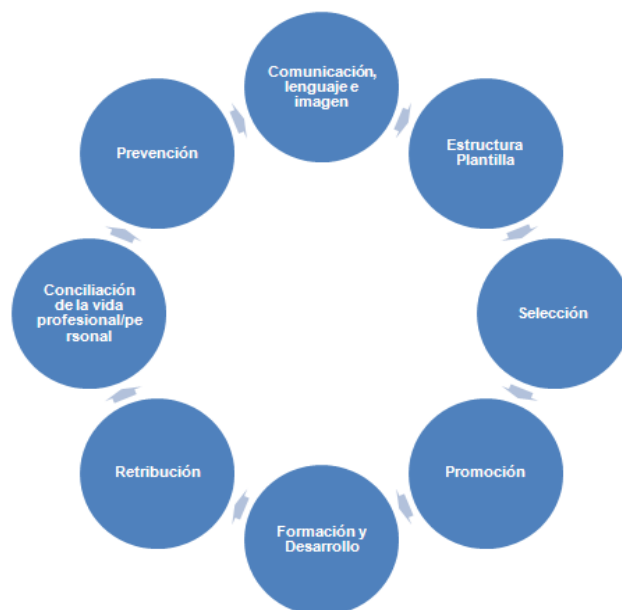 Comunicación,
lenguaje e
imagen
Estructura
Plantilla
Selección
Promoción
Formación y
Desarrollo
Retribución
Conciliación
de la vida
profesional/pe
rsonal
Prevención